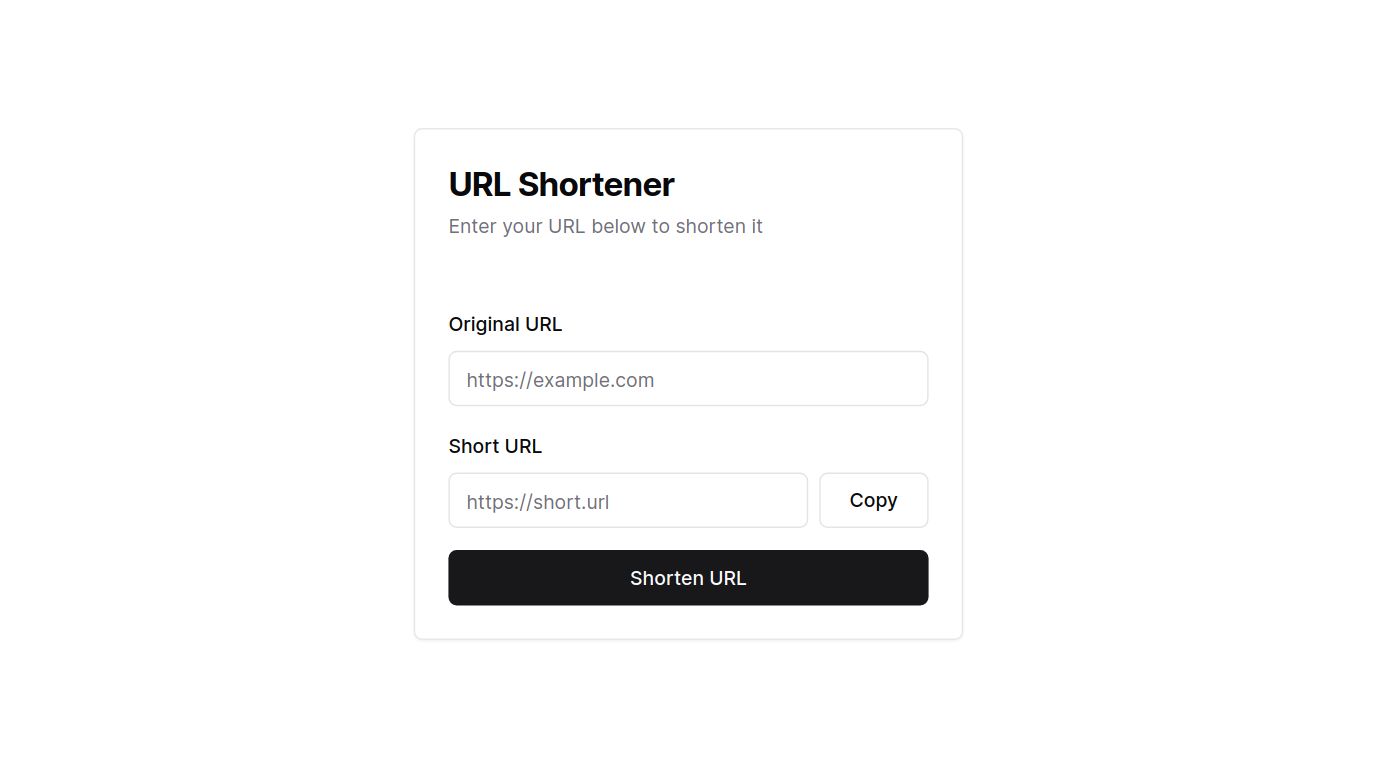 URL Shortener
Enter your URL below to shorten it
Original URL
https://example.com
Short URL
https://short.url
Copy
Shorten URL